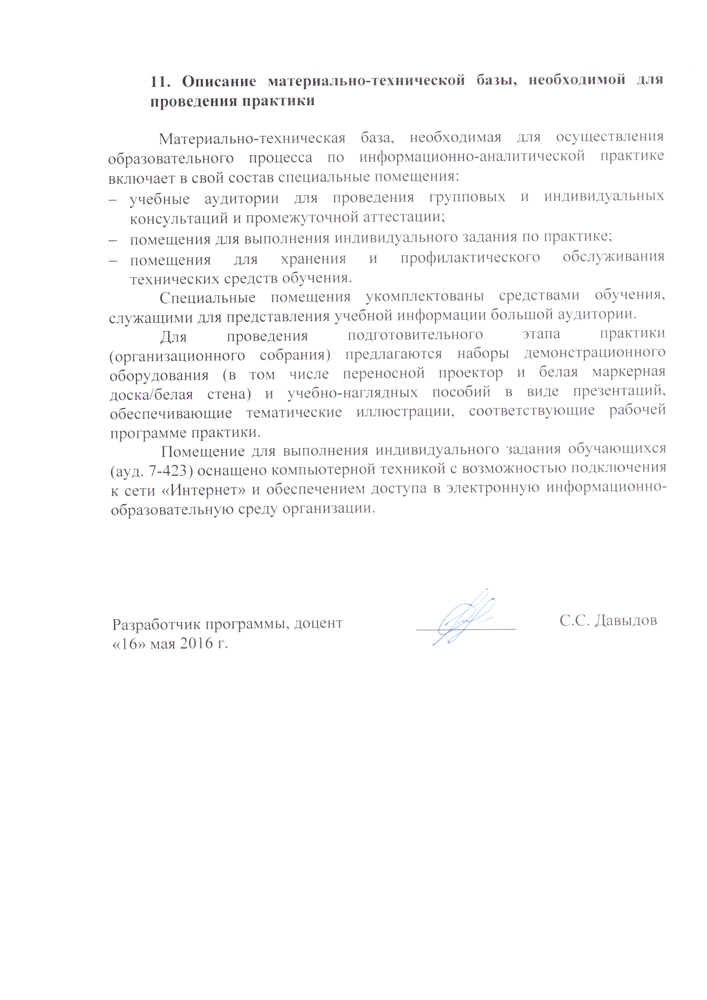 11. Описание материально-технической базы, необходимой для
проведения практики
Материально-техническая база, необходимая для осуществления
образовательного процесса по информационно-аналитической практике
включает в свой состав специальные помещения:
– учебные аудитории для проведения групповых и индивидуальных
консультаций и промежуточной аттестации;
– помещения для выполнения индивидуального задания по практике;
– помещения для хранения и профилактического обслуживания
технических средств обучения.
Специальные помещения укомплектованы средствами обучения,
служащими для представления учебной информации большой аудитории.
Для проведения подготовительного этапа практики
(организационного собрания) предлагаются наборы демонстрационного
оборудования (в том числе переносной проектор и белая маркерная
доска/белая стена) и учебно-наглядных пособий в виде презентаций,
обеспечивающие тематические иллюстрации, соответствующие рабочей
программе практики.
Помещение для выполнения индивидуального задания обучающихся
(ауд. 7-423) оснащено компьютерной техникой с возможностью подключения
к сети «Интернет» и обеспечением доступа в электронную информационно-
образовательную среду организации.
Разработчик программы, доцент С.С. Давыдов
«16» мая 2016 г.